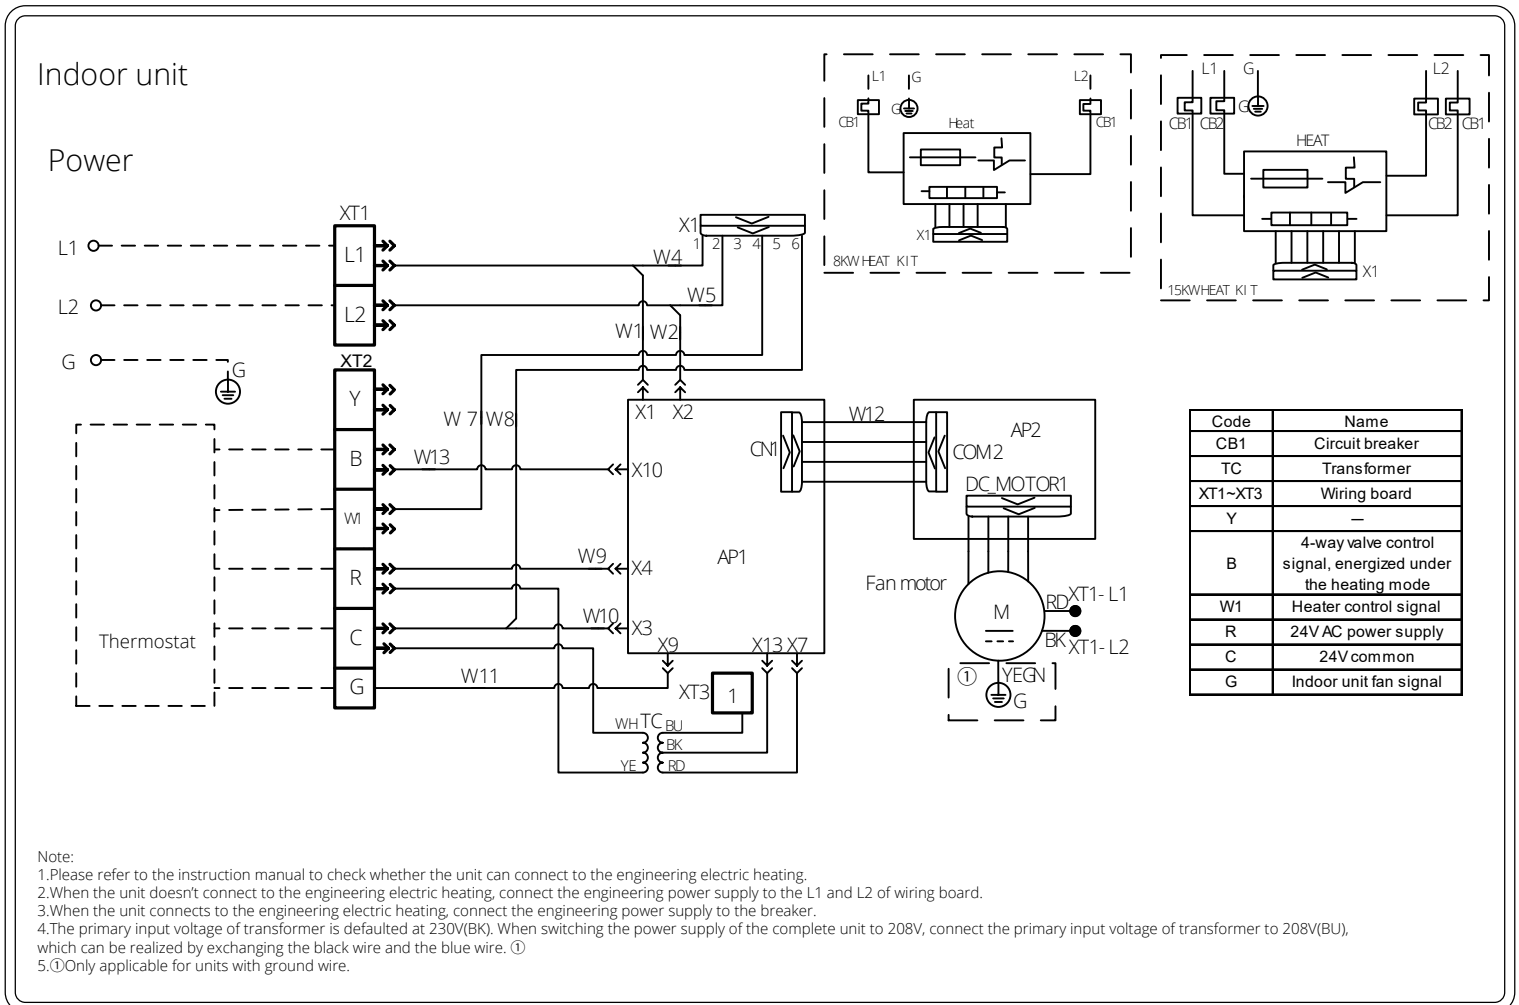 Indoor unit
Power
L1
L2
G
G
XT1
L1
L2
XT2
Y
B
W1
R
C
G
Thermostat
X1
1 2 3 4 5 6
W4
W5
W1 W2
W 7 W8
W13
W9
W10
W11
X1 X2
X10
X4
X3
X9
X13 X7
AP1
CN1
W12
COM2
AP2
DC_MOTOR1
Fan motor
M
RD XT1- L1
BK XT1- L2
① YEGN
G
XT3 1
WH TC BU
BK
YE RD
L1 G L2
CB1 G CB1
Heat
X1
8KW HEAT KIT
L1 G L2
CB1 CB2 G CB2 CB1
HEAT
X1
15KWHEAT KIT
Code Name
CB1 Circuit breaker
TC Transformer
XT1~XT3 Wiring board
Y —
B 4-way valve control
signal, energized under
the heating mode
W1 Heater control signal
R 24V AC power supply
C 24V common
G Indoor unit fan signal
Note:
1.Please refer to the instruction manual to check whether the unit can connect to the engineering electric heating.
2.When the unit doesn't connect to the engineering electric heating, connect the engineering power supply to the L1 and L2 of wiring board.
3.When the unit connects to the engineering electric heating, connect the engineering power supply to the breaker.
4.The primary input voltage of transformer is defaulted at 230V(BK). When switching the power supply of the complete unit to 208V, connect the primary input voltage of transformer to 208V(BU),
which can be realized by exchanging the black wire and the blue wire. ①
5.①Only applicable for units with ground wire.